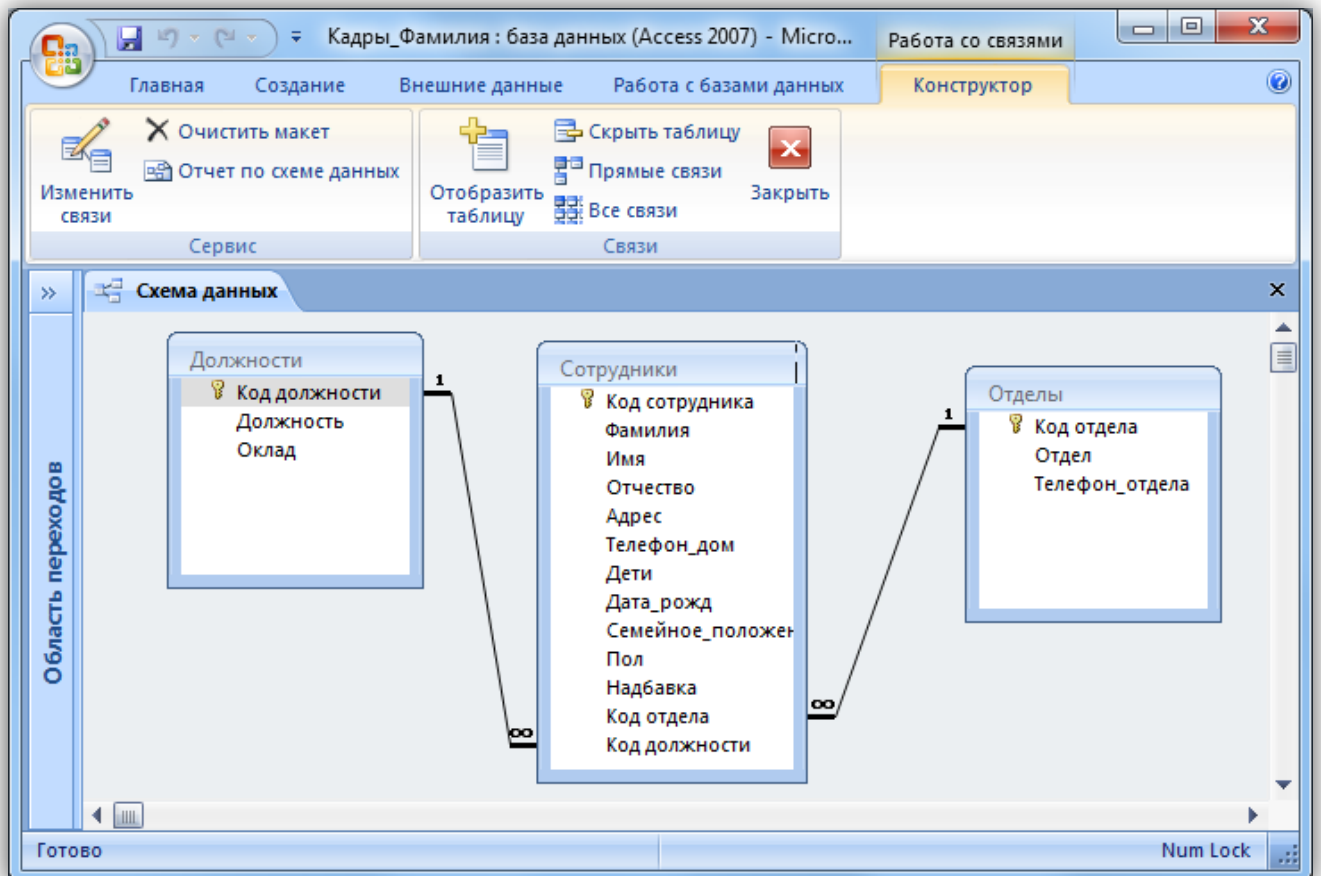 Кадры_Фамилия : база данных (Access 2007) - Micro...
Работа со связями
Главная
Создание
Внешние данные
Работа с базами данных
Конструктор
Изменить связи
Очистить макет
Отчет по схеме данных
Сервис
Отобразить таблицу
Скрыть таблицу
Прямые связи
Все связи
Закрыть
Связи
»
Схема данных
Область переходов
Должности
Код должности
Должность
Оклад
1
∞
Сотрудники
Код сотрудника
Фамилия
Имя
Отчество
Адрес
Телефон_дом
Дети
Дата_рожд
Семейное_положен
Пол
Надбавка
Код отдела
Код должности
∞
1
Отделы
Код отдела
Отдел
Телефон_отдела
Готово
Num Lock